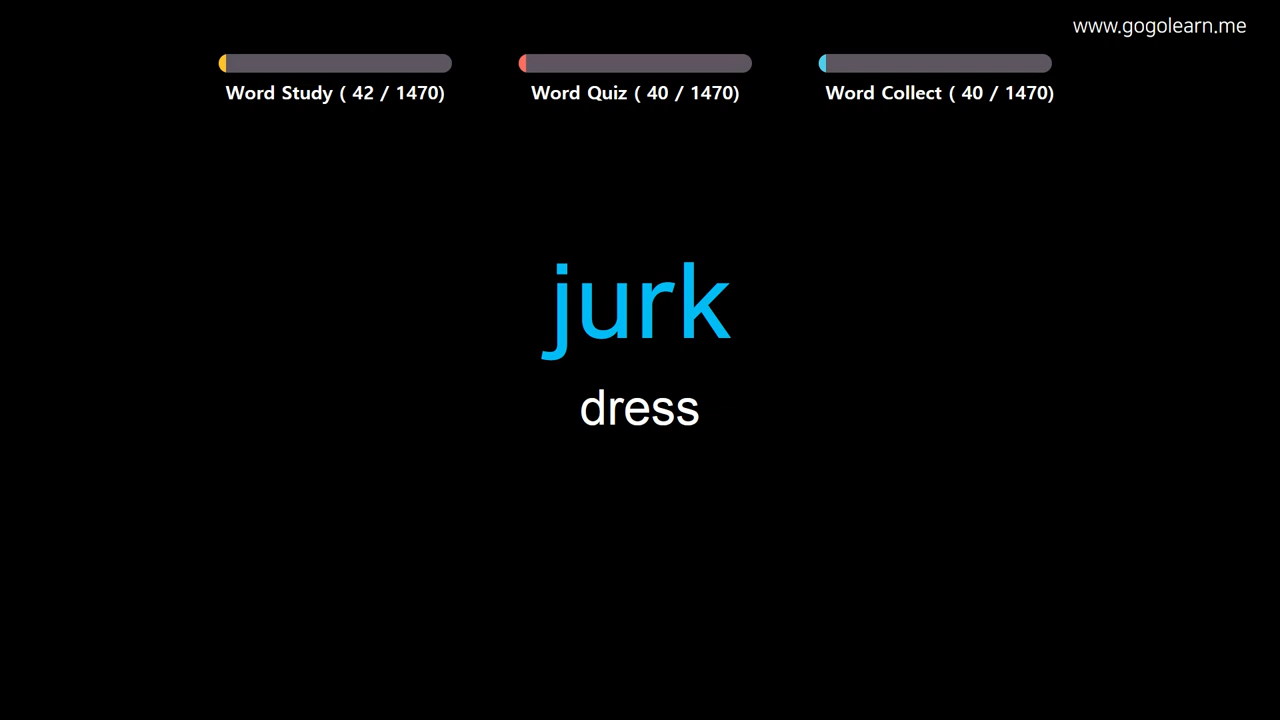 www.gogolearn.me
Word Study ( 42 / 1470)
Word Quiz ( 40 / 1470)
Word Collect ( 40 / 1470)
jurk
dress